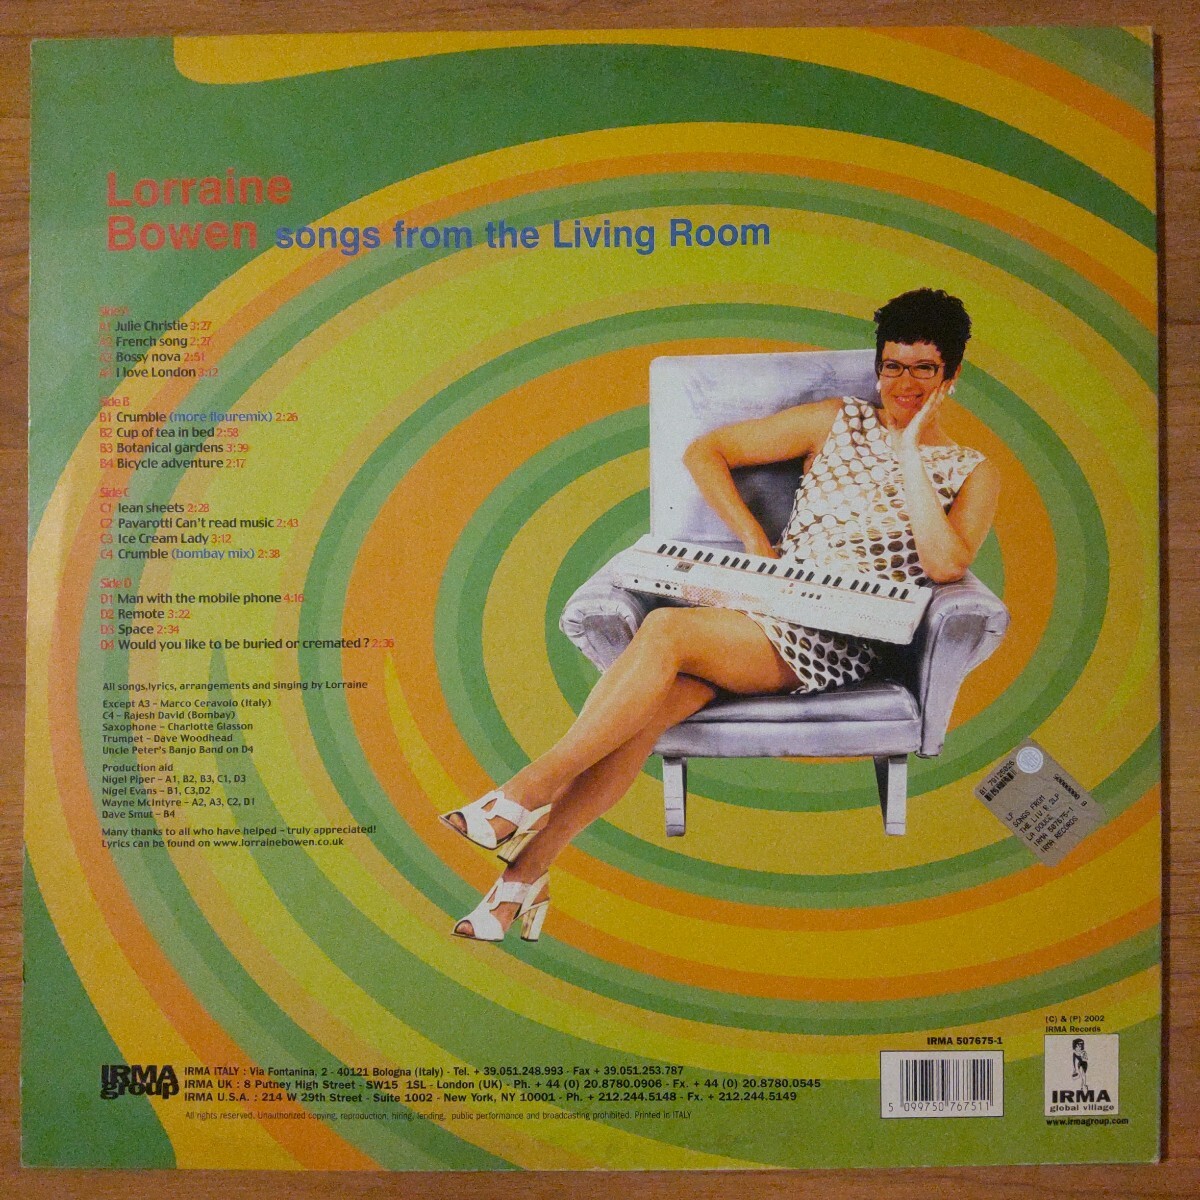 Lorraine
Bowen songs from the Living Room
Side A
A1 Julie Christie 3:27
A2 French song 2:27
A3 Bossy nova 2:51
A4 I love London 3:12
Side B
B1 Crumble (more flouremix) 2:26
B2 Cup of tea in bed 2:58
B3 Botanical gardens 3:39
B4 Bicycle adventure 2:17
Side C
C1 lean sheets 2:28
C2 Pavarotti Can't read music 2:43
C3 Ice Cream Lady 3:12
C4 Crumble (bombay mix) 2:38
Side D
D1 Man with the mobile phone 4:16
D2 Remote 3:22
D3 Space 2:34
D4 Would you like to be buried or cremated? 2:36
All songs,lyrics, arrangements and singing by Lorraine
Except A3 - Marco Ceravolo (Italy)
C4 - Rajesh David (Bombay)
Saxophone - Charlotte Glasson
Trumpet - Dave Woodhead
Uncle Peter's Banjo Band on D4
Production aid
Nigel Piper - A1, B2, B3, C1, D3
Nigel Evans - B1, C3,D2
Wayne McIntyre - A2, A3, C2, D1
Dave Smut - B4
Many thanks to all who have helped - truly appreciated!
Lyrics can be found on www.lorrainebowen.co.uk
LP
SONGS FROM
THE LIV R 2LP
LA DOUCE
IRMA 507675-1
IRMA RECORDS
IRMA
group
IRMA ITALY : Via Fontanina, 2 - 40121 Bologna (Italy) - Tel. + 39.051.248.993 - Fax + 39.051.253.787
IRMA UK : 8 Putney High Street - SW15 1SL - London (UK) - Ph. + 44 (0) 20.8780.0906 - Fx. + 44 (0) 20.8780.0545
IRMA U.S.A. : 214 W 29th Street - Suite 1002 - New York, NY 10001 - Ph. + 212.244.5148 - Fx. + 212.244.5149
All rights reserved. Unauthorized copying, reproduction, hiring, lending, public performance and broadcasting prohibited. Printed in ITALY
IRMA 507675-1
5 099750 767511
(C) & (P) 2002
IRMA Records
IRMA
global village
www.irmagroup.com